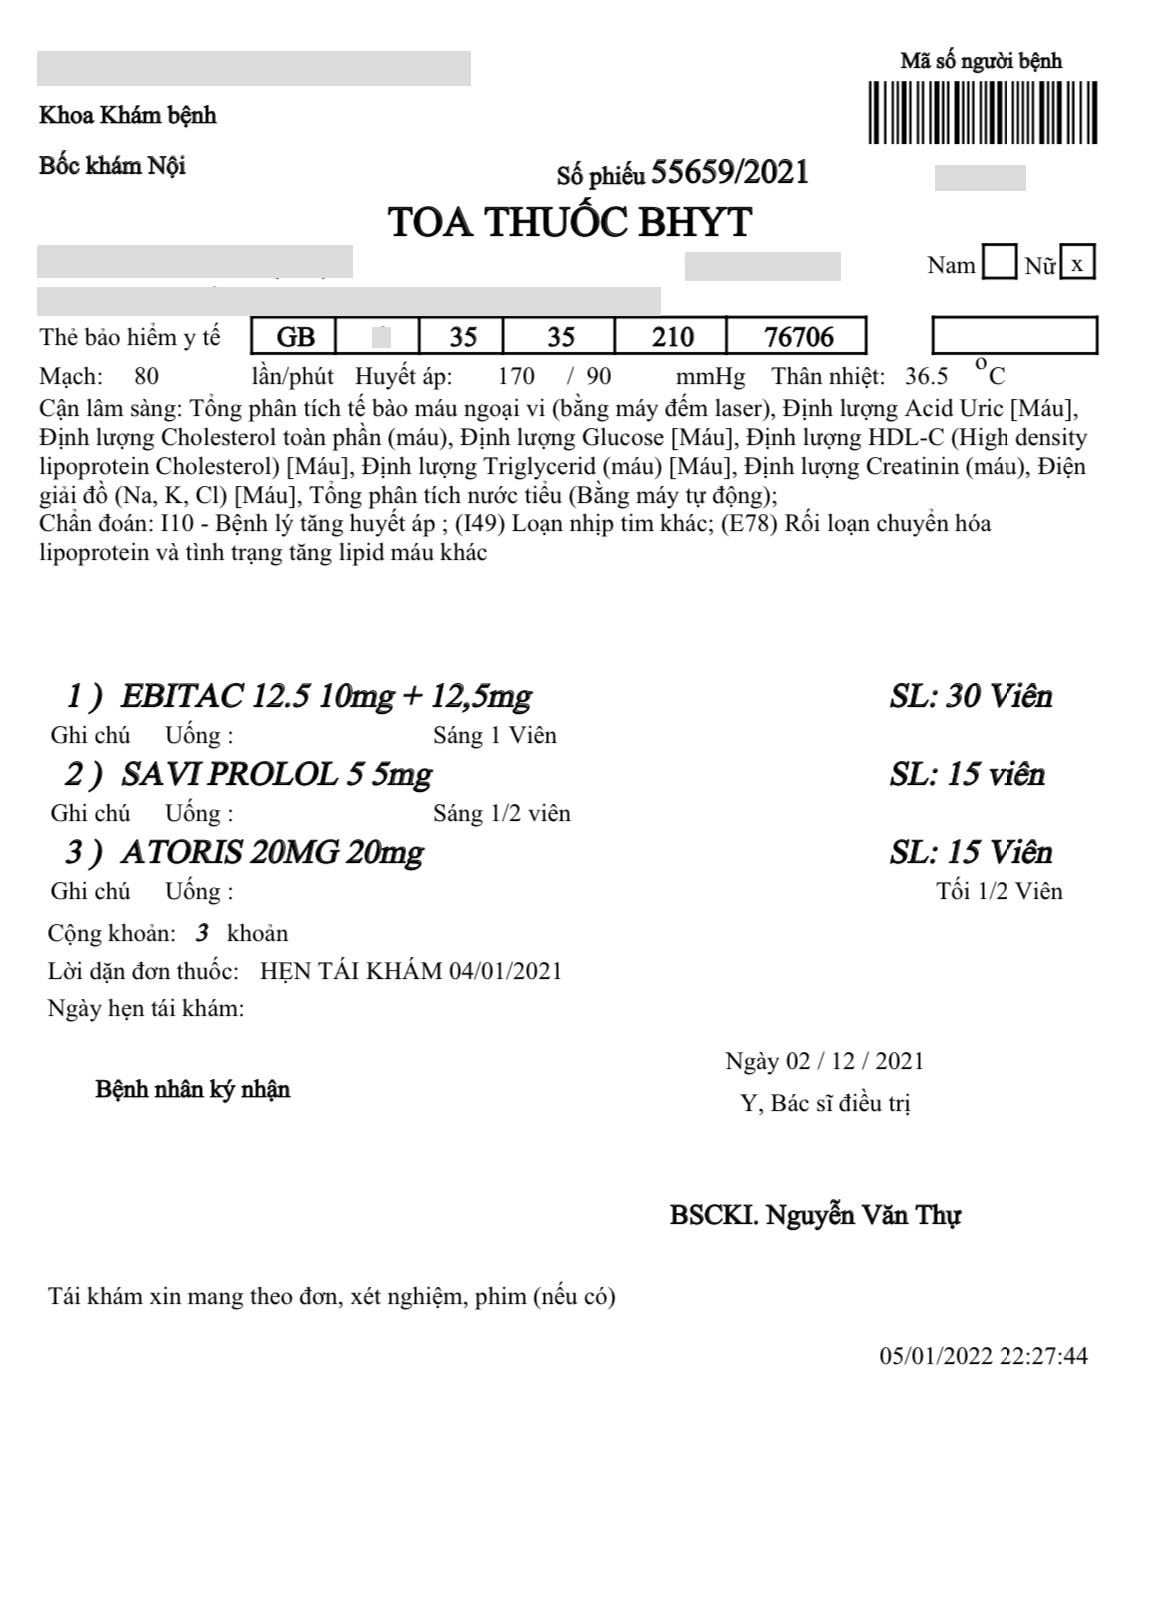 Mã số người bệnh
Khoa Khám bệnh
Bốc khám Nội
Số phiếu 55659/2021
TOA THUỐC BHYT
Nam Nữ x
Thẻ bảo hiểm y tế GB 35 35 210 76706
Mạch: 80 lần/phút Huyết áp: 170 / 90 mmHg Thân nhiệt: 36.5 °C
Cận lâm sàng: Tổng phân tích tế bào máu ngoại vi (bằng máy đếm laser), Định lượng Acid Uric [Máu],
Định lượng Cholesterol toàn phần (máu), Định lượng Glucose [Máu], Định lượng HDL-C (High density
lipoprotein Cholesterol) [Máu], Định lượng Triglycerid (máu) [Máu], Định lượng Creatinin (máu), Điện
giải đồ (Na, K, Cl) [Máu], Tổng phân tích nước tiểu (Bằng máy tự động);
Chẩn đoán: I10 - Bệnh lý tăng huyết áp ; (I49) Loạn nhịp tim khác; (E78) Rối loạn chuyển hóa
lipoprotein và tình trạng tăng lipid máu khác
1 ) EBITAC 12.5 10mg + 12,5mg SL: 30 Viên
Ghi chú Uống : Sáng 1 Viên
2 ) SAVI PROLOL 5 5mg SL: 15 viên
Ghi chú Uống : Sáng 1/2 viên
3 ) ATORIS 20MG 20mg SL: 15 Viên
Ghi chú Uống : Tối 1/2 Viên
Cộng khoản: 3 khoản
Lời dặn đơn thuốc: HẸN TÁI KHÁM 04/01/2021
Ngày hẹn tái khám:
Ngày 02 / 12 / 2021
Bệnh nhân ký nhận
Y, Bác sĩ điều trị
BSCKI. Nguyễn Văn Thự
Tái khám xin mang theo đơn, xét nghiệm, phim (nếu có)
05/01/2022 22:27:44